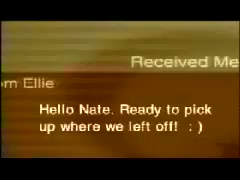 Received Me
om Ellie
Hello Nate. Ready to pick
up where we left off!  : )